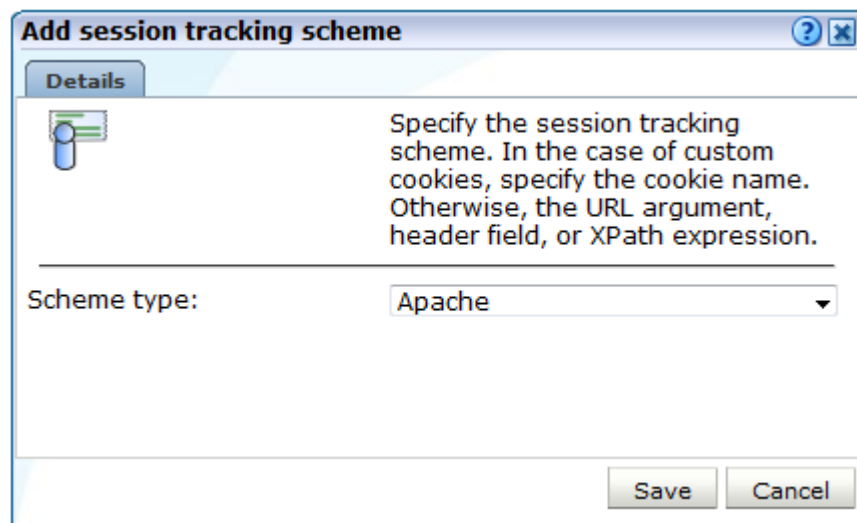 Add session tracking scheme
Details
Specify the session tracking
scheme. In the case of custom
cookies, specify the cookie name.
Otherwise, the URL argument,
header field, or XPath expression.
Scheme type: Apache
Save Cancel